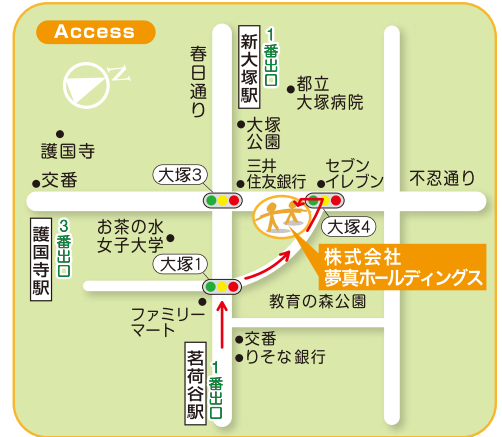 Access
N
春日通り
新大塚駅
1番出口
都立
大塚病院
大塚
公園
護国寺
交番
大塚3
三井
住友銀行
セブン
イレブン
不忍通り
護国寺駅
3番出口
お茶の水
女子大学
大塚4
大塚1
株式会社
夢真ホールディングス
ファミリー
マート
教育の森公園
茗荷谷駅
1番出口
交番
りそな銀行